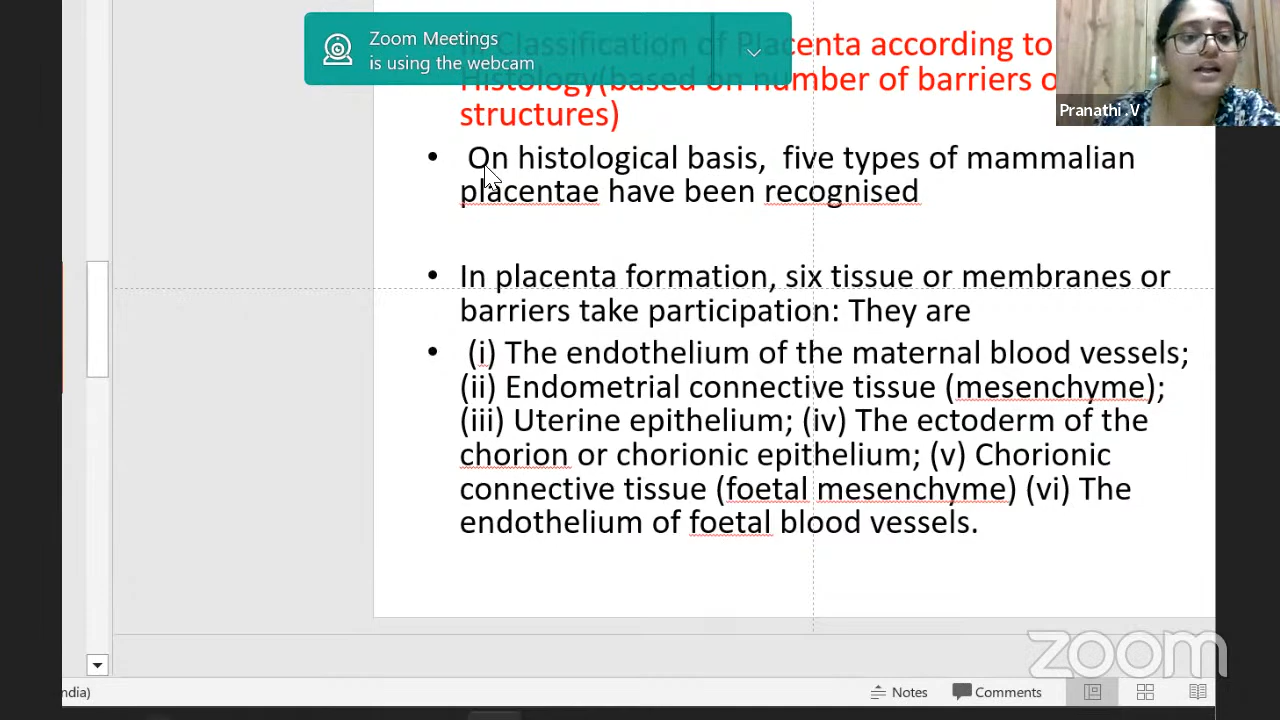 Zoom Meetings
is using the webcam
Classification of Placenta according to
Histology(based on number of barriers o
structures)
Pranathi .V
• On histological basis, five types of mammalian
placentae have been recognised
• In placenta formation, six tissue or membranes or
barriers take participation: They are
• (i) The endothelium of the maternal blood vessels;
(ii) Endometrial connective tissue (mesenchyme);
(iii) Uterine epithelium; (iv) The ectoderm of the
chorion or chorionic epithelium; (v) Chorionic
connective tissue (foetal mesenchyme) (vi) The
endothelium of foetal blood vessels.
zoom
ndia)
Notes
Comments